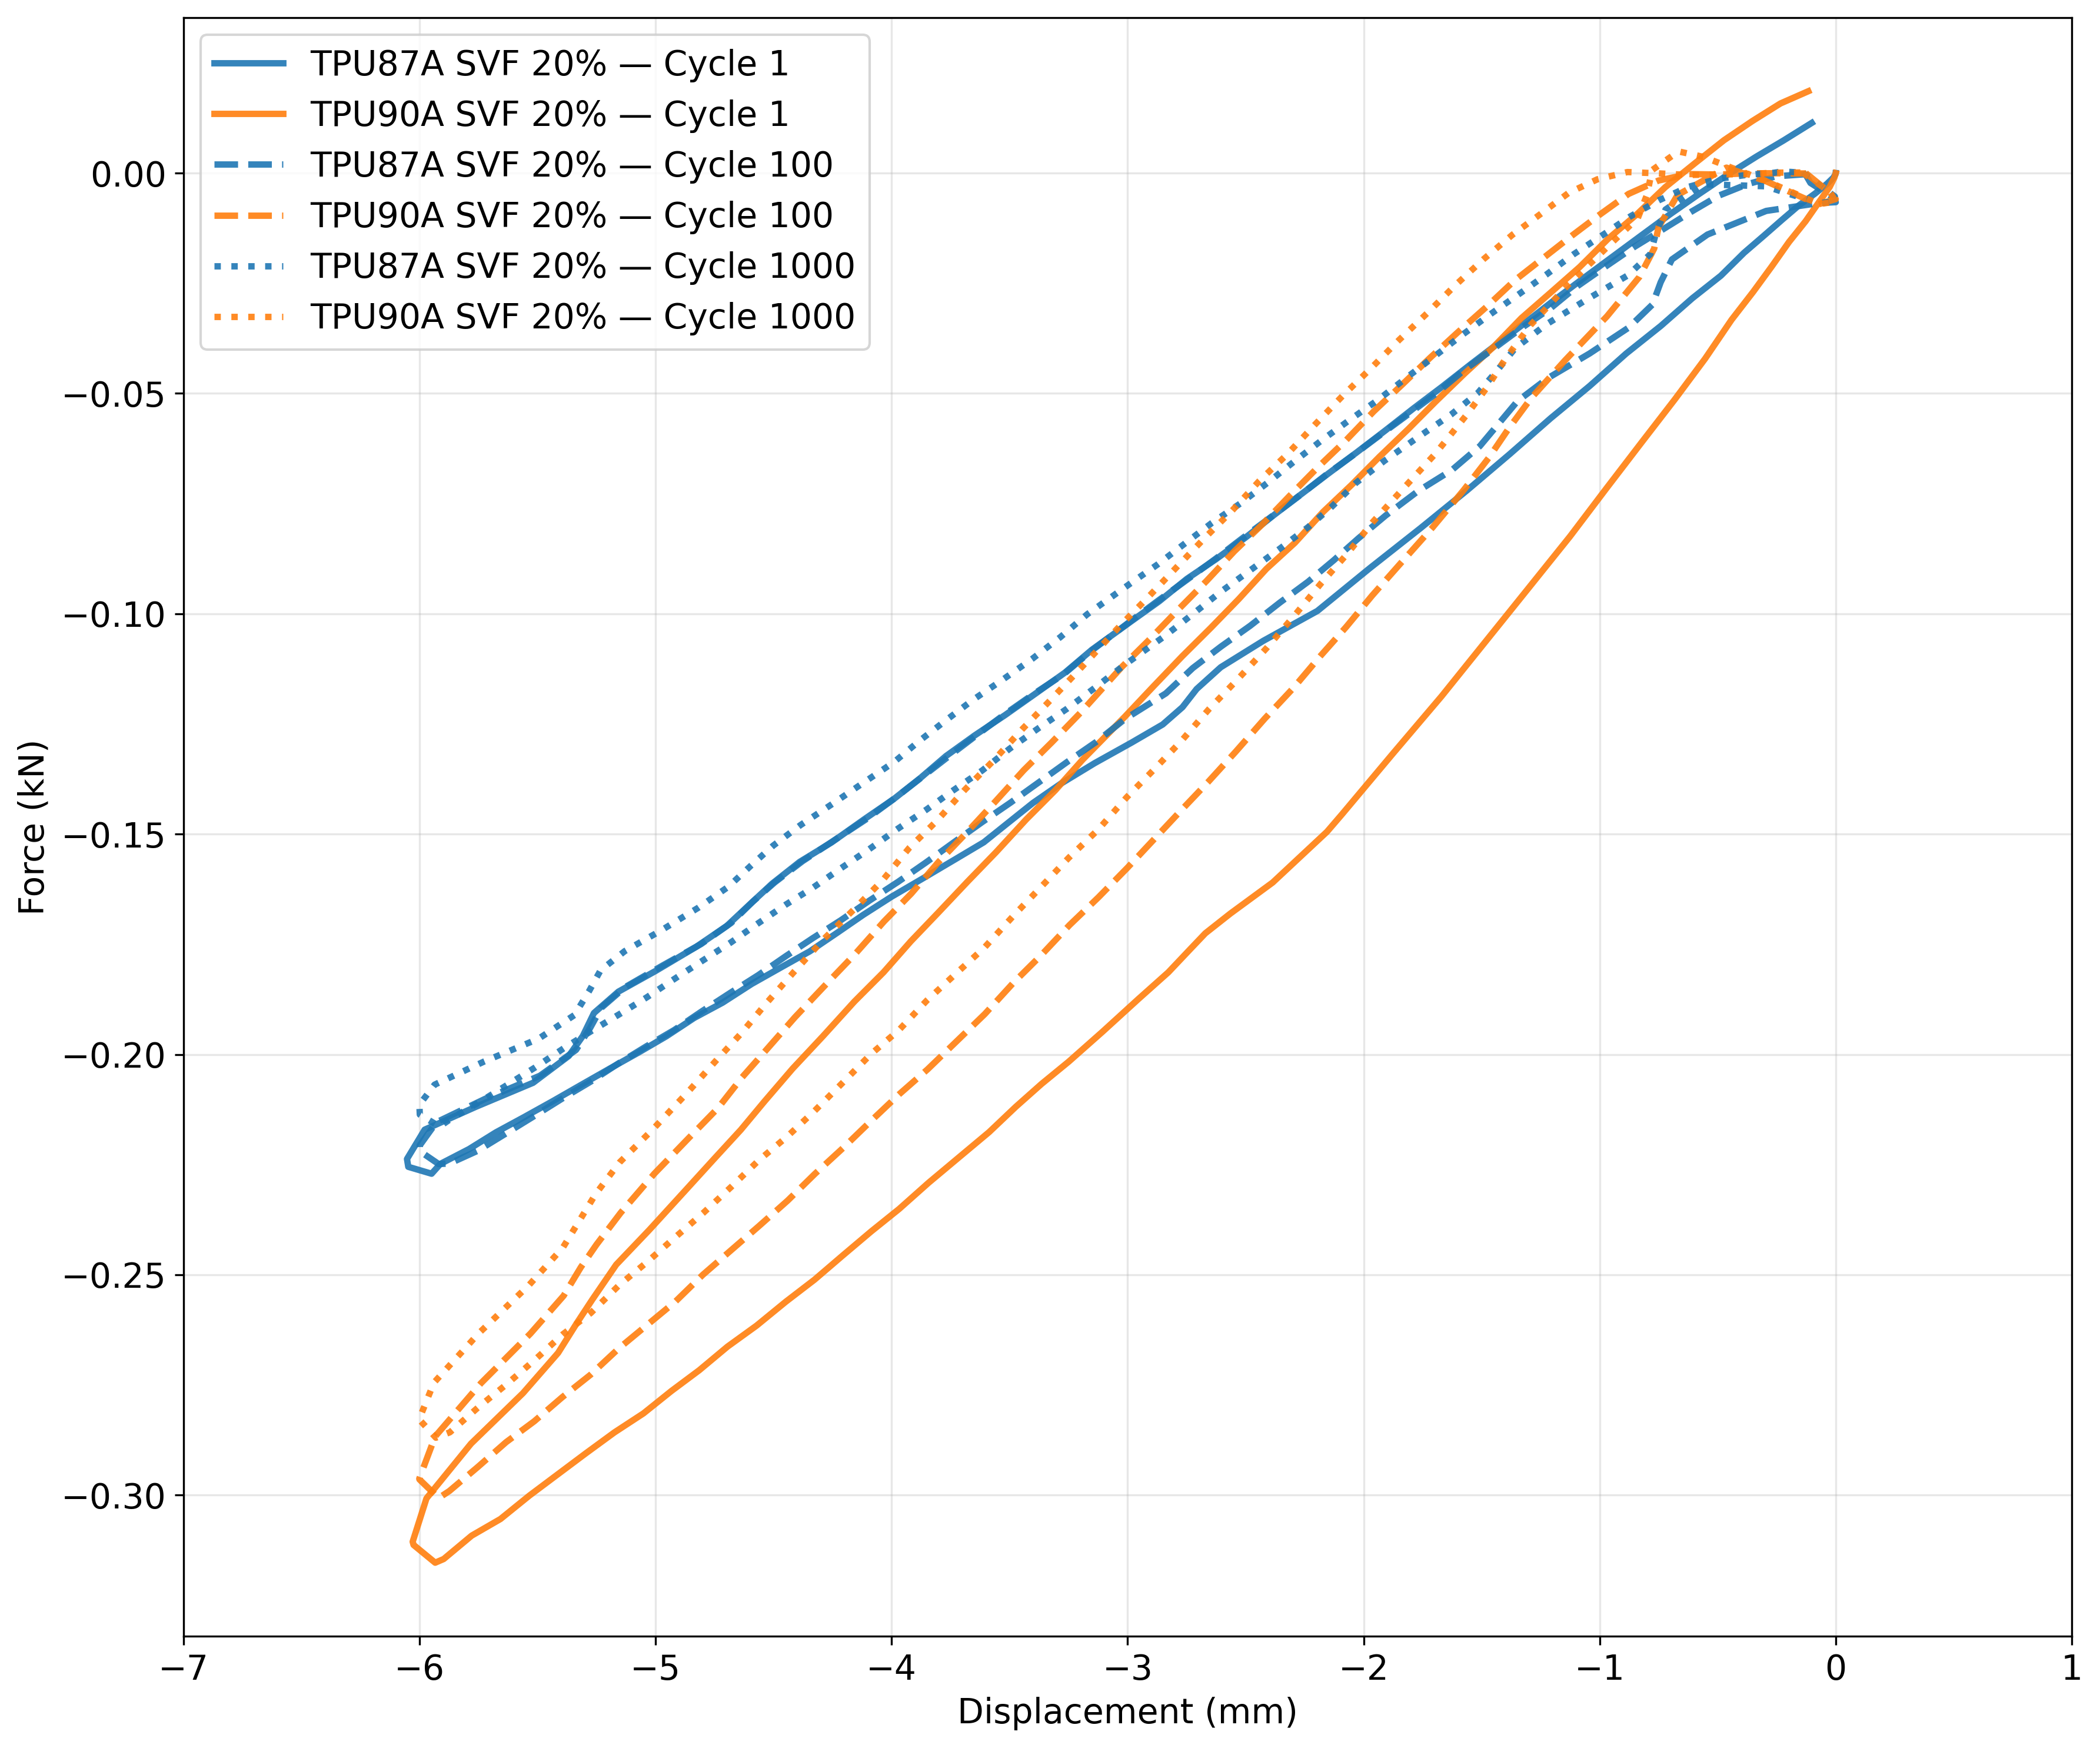 TPU87A SVF 20% — Cycle 1
TPU90A SVF 20% — Cycle 1
TPU87A SVF 20% — Cycle 100
TPU90A SVF 20% — Cycle 100
TPU87A SVF 20% — Cycle 1000
TPU90A SVF 20% — Cycle 1000
0.00
−0.05
−0.10
−0.15
−0.20
−0.25
−0.30
Force (kN)
−7 −6 −5 −4 −3 −2 −1 0 1
Displacement (mm)